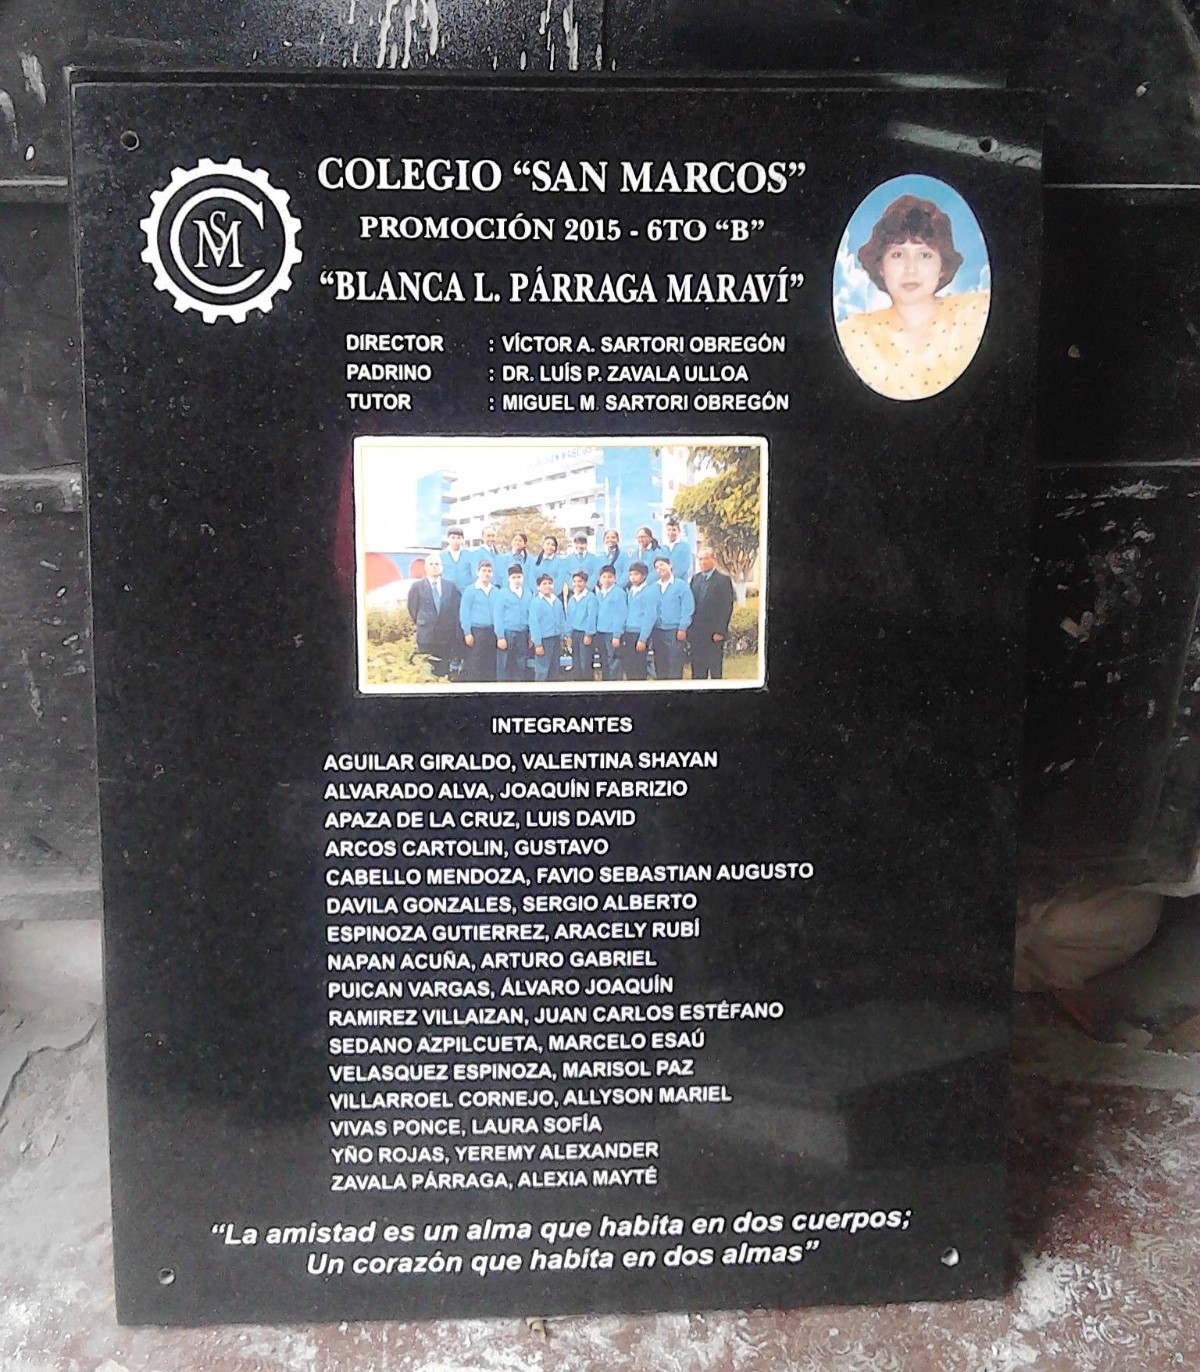 COLEGIO “SAN MARCOS”
CSM
PROMOCIÓN 2015 - 6TO “B”
“BLANCA L. PÁRRAGA MARAVÍ”
DIRECTOR : VÍCTOR A. SARTORI OBREGÓN
PADRINO : DR. LUÍS P. ZAVALA ULLOA
TUTOR : MIGUEL M. SARTORI OBREGÓN
INTEGRANTES
AGUILAR GIRALDO, VALENTINA SHAYAN
ALVARADO ALVA, JOAQUÍN FABRIZIO
APAZA DE LA CRUZ, LUIS DAVID
ARCOS CARTOLIN, GUSTAVO
CABELLO MENDOZA, FAVIO SEBASTIAN AUGUSTO
DAVILA GONZALES, SERGIO ALBERTO
ESPINOZA GUTIERREZ, ARACELY RUBÍ
NAPAN ACUÑA, ARTURO GABRIEL
PUICAN VARGAS, ÁLVARO JOAQUÍN
RAMIREZ VILLAIZAN, JUAN CARLOS ESTÉFANO
SEDANO AZPILCUETA, MARCELO ESAÚ
VELASQUEZ ESPINOZA, MARISOL PAZ
VILLARROEL CORNEJO, ALLYSON MARIEL
VIVAS PONCE, LAURA SOFÍA
YÑO ROJAS, YEREMY ALEXANDER
ZAVALA PÁRRAGA, ALEXIA MAYTÉ
“La amistad es un alma que habita en dos cuerpos;
Un corazón que habita en dos almas”